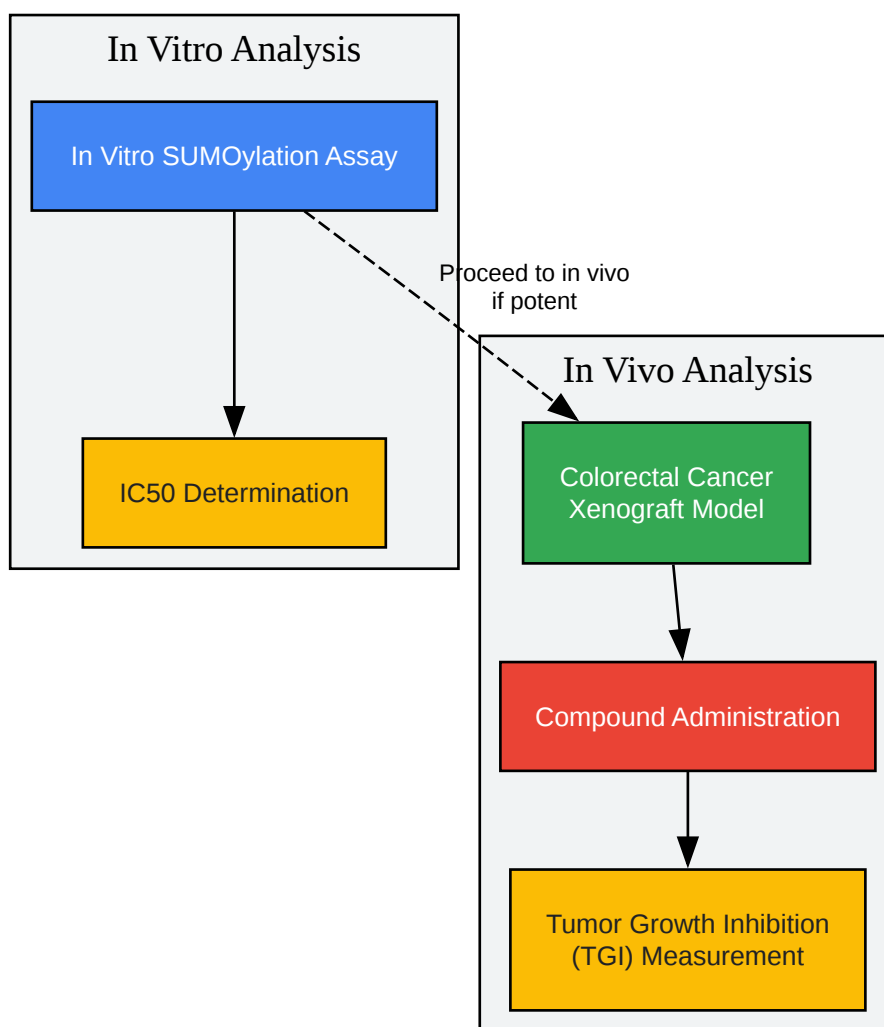 In Vitro Analysis
In Vitro SUMOylation Assay
Proceed to in vivo
if potent
IC50 Determination
In Vivo Analysis
Colorectal Cancer
Xenograft Model
Compound Administration
Tumor Growth Inhibition
(TGI) Measurement